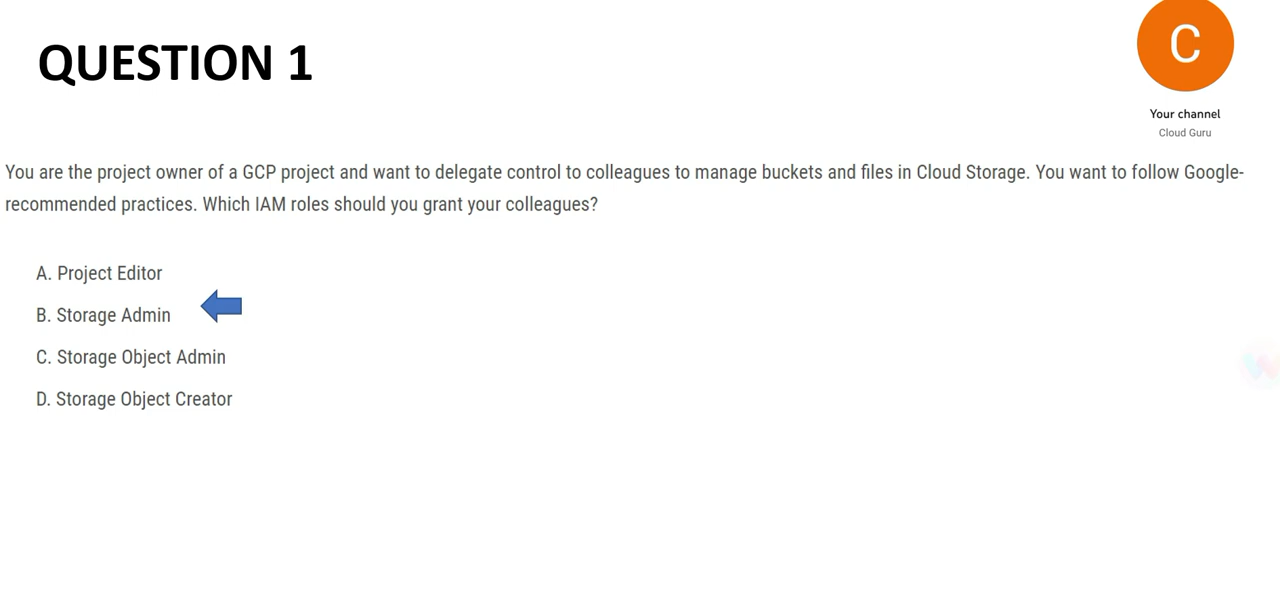 QUESTION 1
C
Your channel
Cloud Guru
You are the project owner of a GCP project and want to delegate control to colleagues to manage buckets and files in Cloud Storage. You want to follow Google-
recommended practices. Which IAM roles should you grant your colleagues?
A. Project Editor
B. Storage Admin
C. Storage Object Admin
D. Storage Object Creator